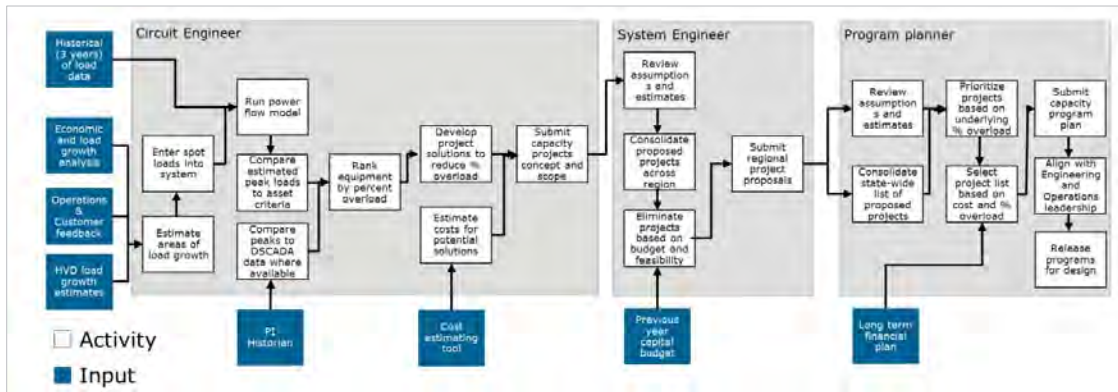 Circuit Engineer
System Engineer
Program planner
Historical
(3 years) of
load data
Economic and
load growth
analysis
Operations &
Customer
feedback
HVD load
growth
estimates
Enter spot
loads into
system
Estimate
areas of
load growth
Run power
flow model
Compare
estimated
peak loads to
asset criteria
Compare
peaks to
DSCADA
data where
available
PI
Historian
Rank
equipment
by percent
overload
Develop
project
solutions to
reduce %
overload
Estimate
costs for
potential
solutions
Cost
estimating
tool
Submit
capacity
projects
concept and
scope
Review
assumption
s and
estimates
Consolidate
proposed
projects
across
region
Eliminate
projects
based on
budget and
feasibility
Previous
year
capital
budget
Submit
regional
project
proposals
Review
assumption
s and
estimates
Consolidate
state-wide
list of
proposed
projects
Prioritize
projects
based on
underlying
% overload
Select
project list
based on
cost and %
overload
Long term
financial
plan
Submit
capacity
program
plan
Align with
Engineering
and
Operations
leadership
Release
programs
for design
Activity
Input